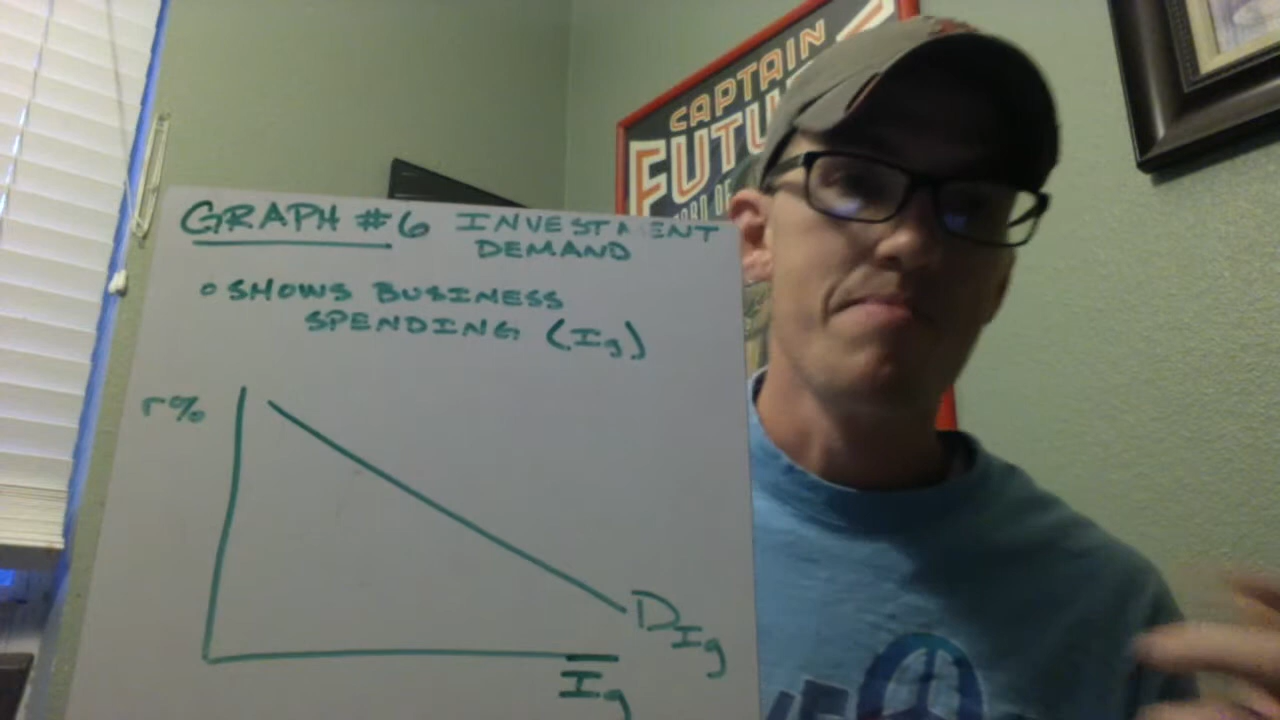 CAPTAIN
GRAPH #6 INVESTMENT
DEMAND
○ SHOWS BUSINESS
SPENDING (Ig)
r%
DIg
Ig